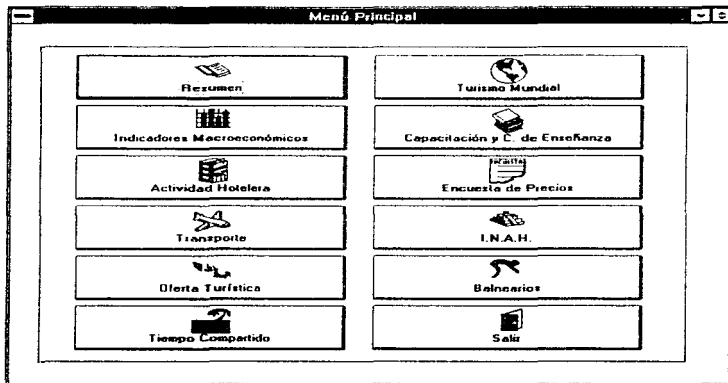 Menú Principal
Resumen
Turismo Mundial
Indicadores Macroeconómicos
Capacitación y C. de Enseñanza
Actividad Hotelera
Encuesta de Precios
Transporte
I.N.A.H.
Oferta Turística
Balnearios
Tiempo Compartido
Salir